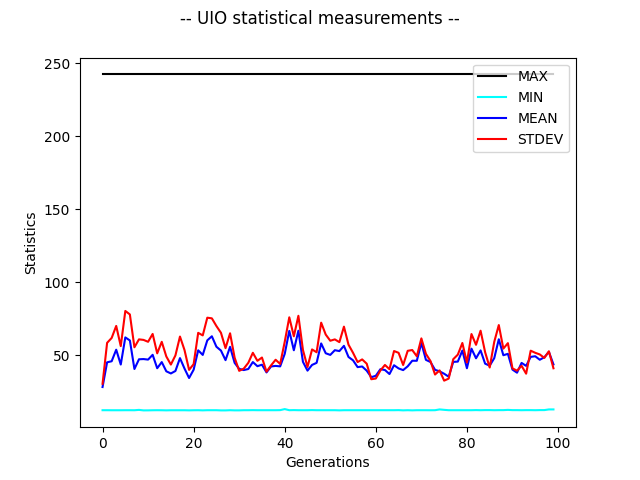 -- UIO statistical measurements --
250
200
150
100
50
Statistics
MAX
MIN
MEAN
STDEV
0 20 40 60 80 100
Generations